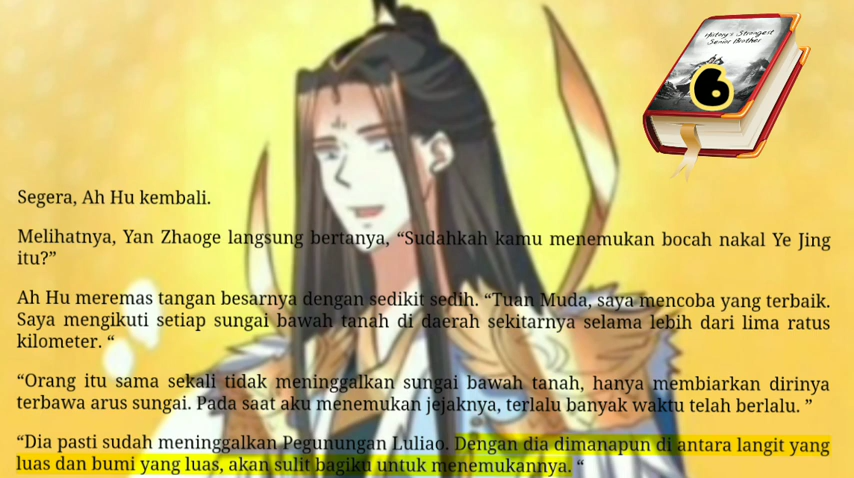 History's Strongest
Senior Brother
6
Segera, Ah Hu kembali.
Melihatnya, Yan Zhaoge langsung bertanya, “Sudahkah kamu menemukan bocah nakal Ye Jing
itu?”
Ah Hu meremas tangan besarnya dengan sedikit sedih. “Tuan Muda, saya mencoba yang terbaik.
Saya mengikuti setiap sungai bawah tanah di daerah sekitarnya selama lebih dari lima ratus
kilometer. “
“Orang itu sama sekali tidak meninggalkan sungai bawah tanah, hanya membiarkan dirinya
terbawa arus sungai. Pada saat aku menemukan jejaknya, terlalu banyak waktu telah berlalu. ”
“Dia pasti sudah meninggalkan Pegunungan Luliao. Dengan dia dimanapun di antara langit yang
luas dan bumi yang luas, akan sulit bagiku untuk menemukannya. “